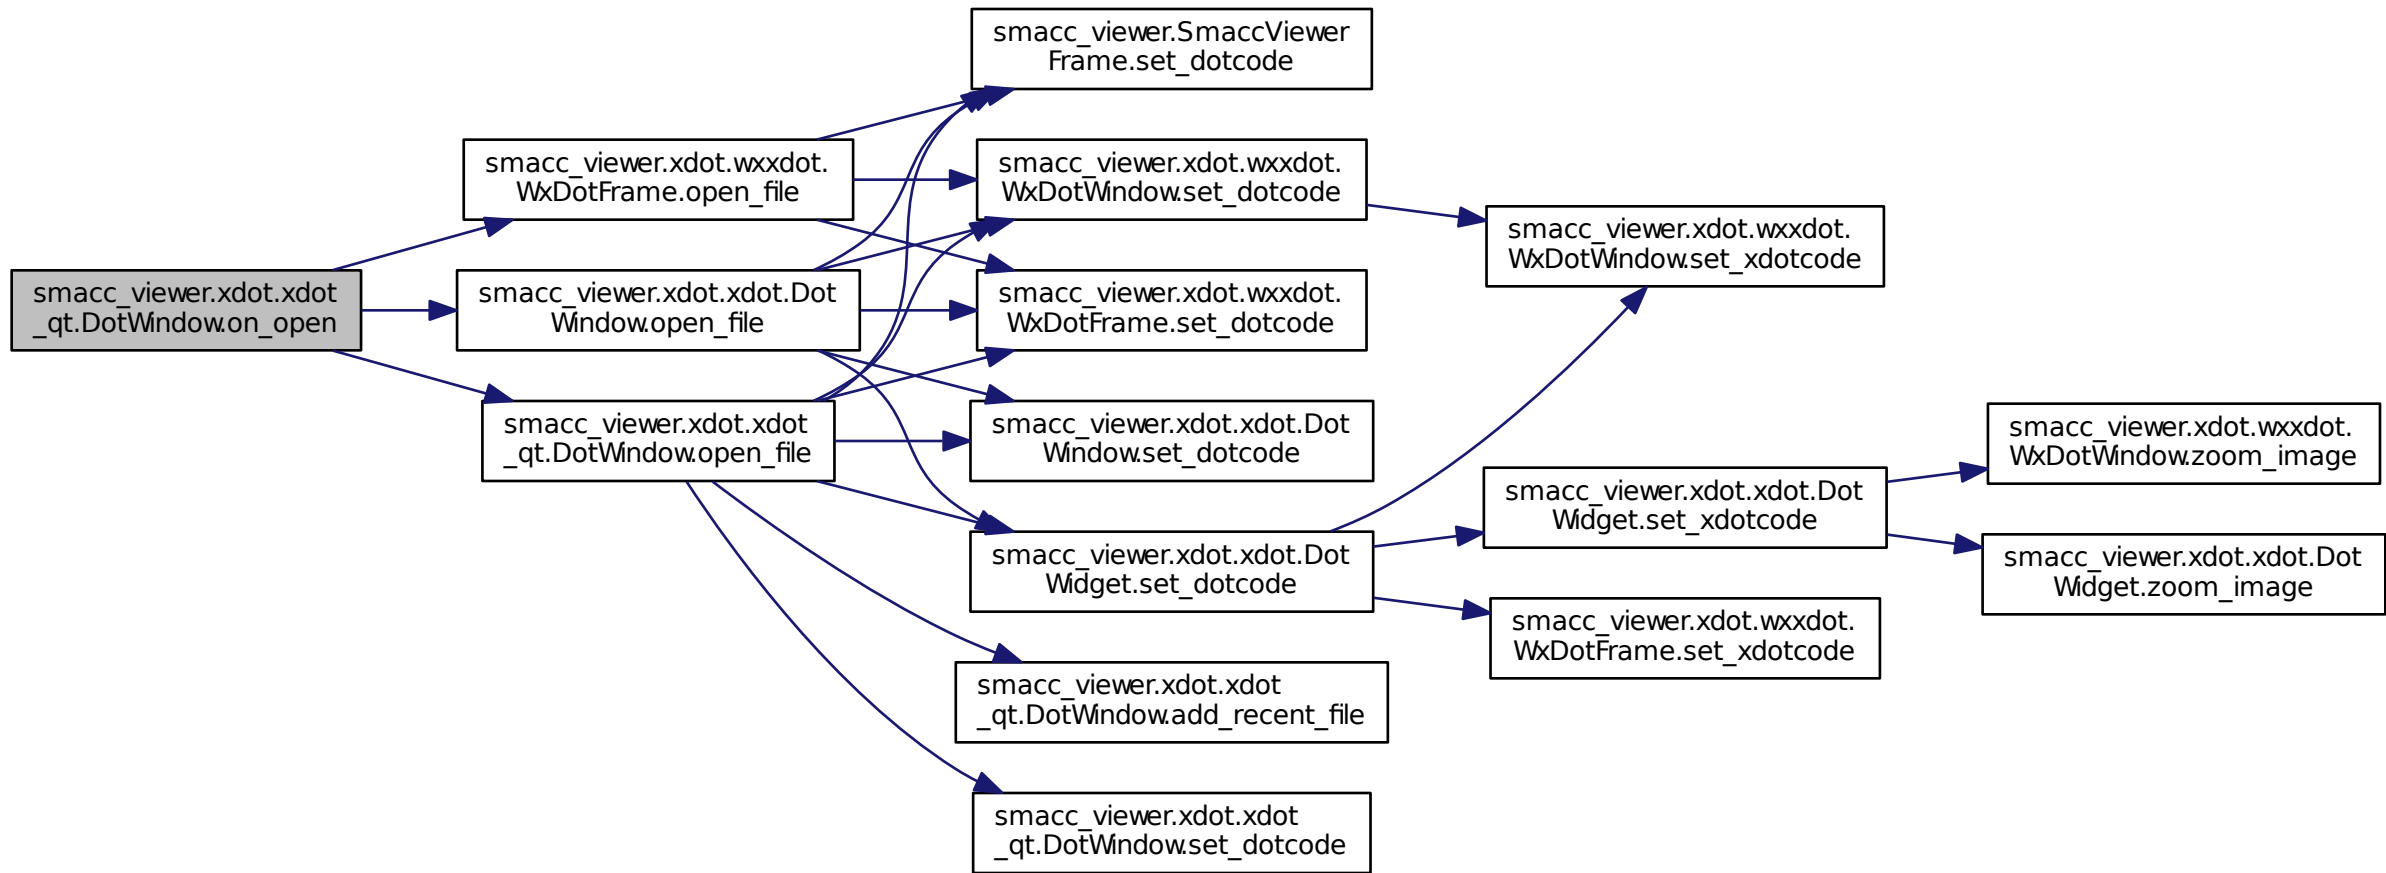 smacc_viewer.xdot.xdot
_qt.DotWindow.on_open
smacc_viewer.xdot.wxxdot.
WxDotFrame.open_file
smacc_viewer.xdot.xdot.Dot
Window.open_file
smacc_viewer.xdot.xdot
_qt.DotWindow.open_file
smacc_viewer.SmaccViewer
Frame.set_dotcode
smacc_viewer.xdot.wxxdot.
WxDotWindow.set_dotcode
smacc_viewer.xdot.wxxdot.
WxDotFrame.set_dotcode
smacc_viewer.xdot.xdot.Dot
Window.set_dotcode
smacc_viewer.xdot.xdot.Dot
Widget.set_dotcode
smacc_viewer.xdot.xdot
_qt.DotWindow.add_recent_file
smacc_viewer.xdot.xdot
_qt.DotWindow.set_dotcode
smacc_viewer.xdot.wxxdot.
WxDotWindow.set_xdotcode
smacc_viewer.xdot.xdot.Dot
Widget.set_xdotcode
smacc_viewer.xdot.wxxdot.
WxDotFrame.set_xdotcode
smacc_viewer.xdot.wxxdot.
WxDotWindow.zoom_image
smacc_viewer.xdot.xdot.Dot
Widget.zoom_image